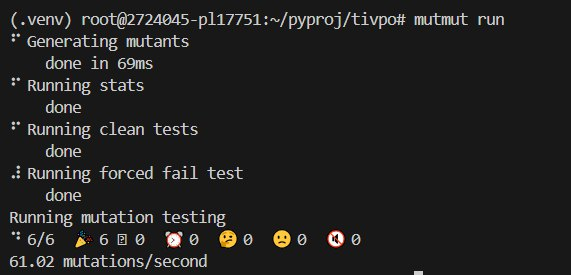 (.venv) root@2724045-pl17751:~/pyproj/tivpo# mutmut run
⠋ Generating mutants
    done in 69ms
⠋ Running stats
    done
⠋ Running clean tests
    done
⠼ Running forced fail test
    done
Running mutation testing
⠙ 6/6  🎉 6 🫥 0  ⏰ 0  🤔 0  🙁 0  🔇 0
61.02 mutations/second